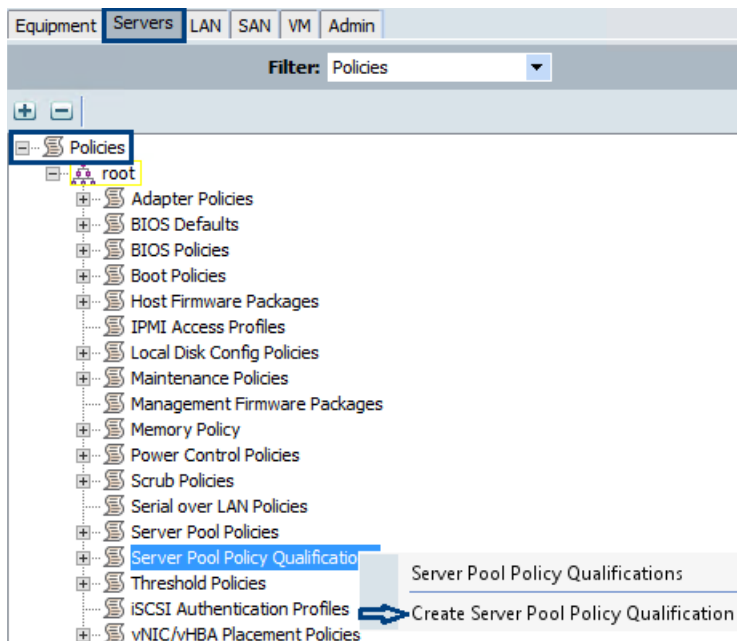 Equipment Servers LAN SAN VM Admin
Filter: Policies
Policies
root
Adapter Policies
BIOS Defaults
BIOS Policies
Boot Policies
Host Firmware Packages
IPMI Access Profiles
Local Disk Config Policies
Maintenance Policies
Management Firmware Packages
Memory Policy
Power Control Policies
Scrub Policies
Serial over LAN Policies
Server Pool Policies
Server Pool Policy Qualificatio
Server Pool Policy Qualifications
Threshold Policies
iSCSI Authentication Profiles
Create Server Pool Policy Qualification
vNIC/vHBA Placement Policies